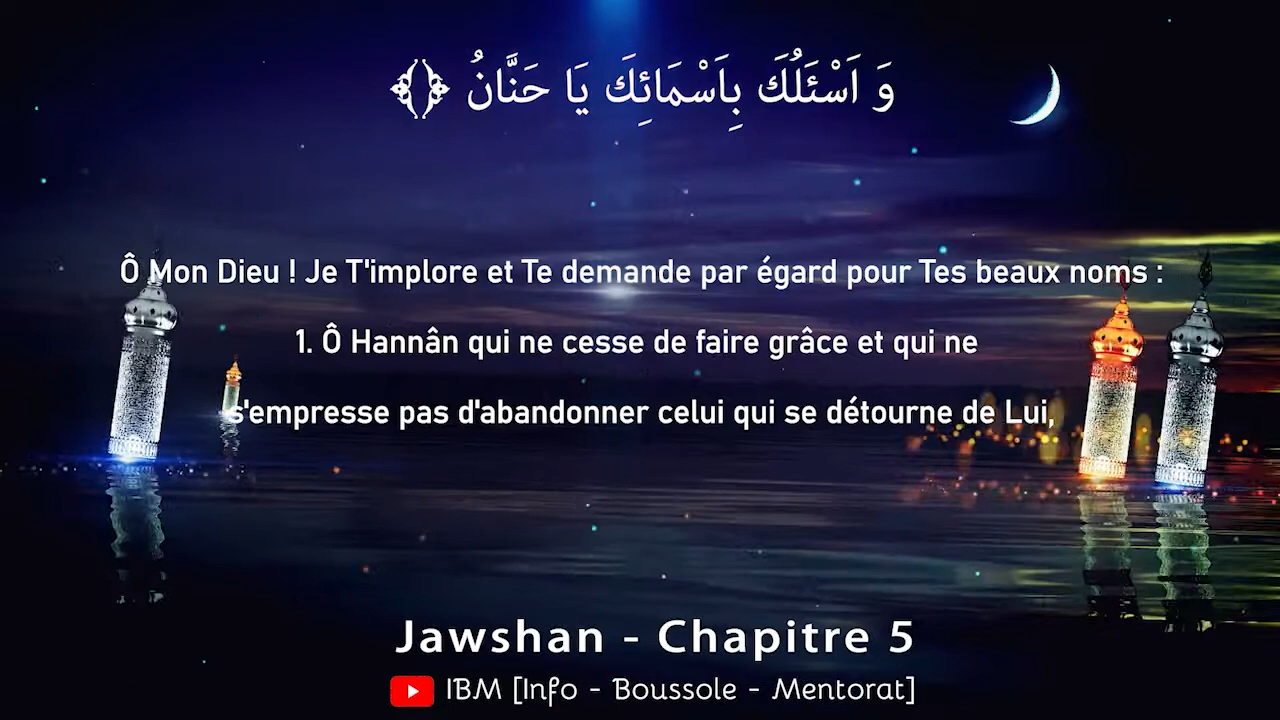 وَ اَسْئَلُكَ بِاَسْمَائِكَ يَا حَنَّانُ
Ô Mon Dieu ! Je T'implore et Te demande par égard pour Tes beaux noms :
1. Ô Hannân qui ne cesse de faire grâce et qui ne
s'empresse pas d'abandonner celui qui se détourne de Lui,
Jawshan - Chapitre 5
IBM [Info - Boussole - Mentorat]